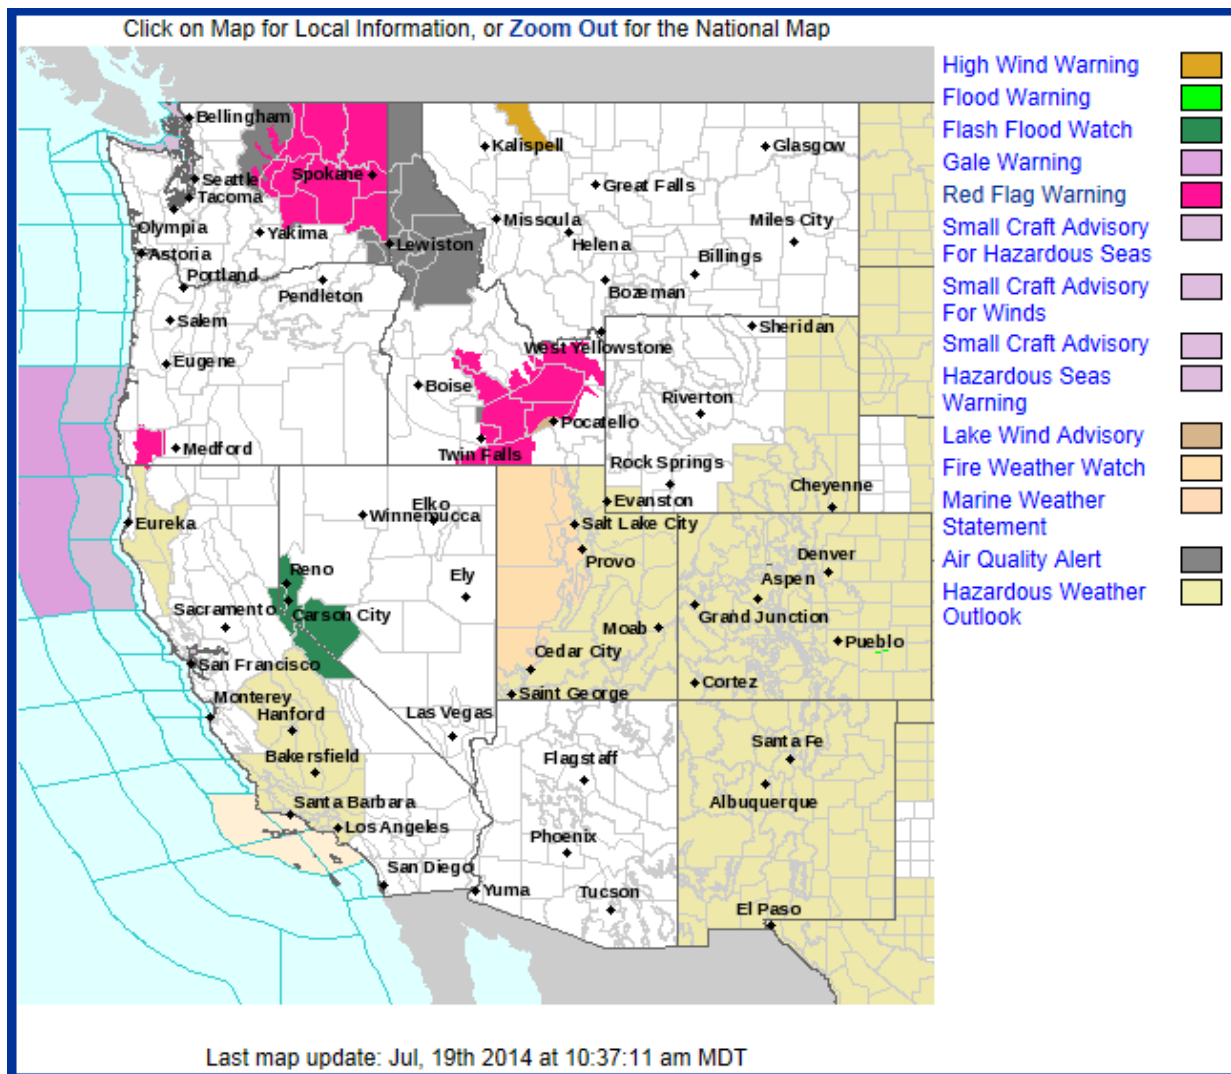 Click on Map for Local Information, or Zoom Out for the National Map
High Wind Warning
Flood Warning
Flash Flood Watch
Gale Warning
Red Flag Warning
Small Craft Advisory
For Hazardous Seas
Small Craft Advisory
For Winds
Small Craft Advisory
Hazardous Seas
Warning
Lake Wind Advisory
Fire Weather Watch
Marine Weather
Statement
Air Quality Alert
Hazardous Weather
Outlook
Bellingham
Kalispell
Glasgow
Seattle
Spokane
Tacoma
Great Falls
Olympia
Yakima
Missoula
Miles City
Lewiston
Helena
Astoria
Billings
Portland
Pendleton
Bozeman
Salem
Sheridan
West Yellowstone
Eugene
Boise
Riverton
Pocatello
Medford
Twin Falls
Rock Springs
Cheyenne
Elko
Evanston
Winnemucca
Eureka
Salt Lake City
Provo
Denver
Reno
Ely
Aspen
Sacramento
Carson City
Grand Junction
Moab
Pueblo
Cedar City
San Francisco
Cortez
Saint George
Monterey
Hanford
Las Vegas
Santa Fe
Bakersfield
Flagstaff
Albuquerque
Santa Barbara
Los Angeles
Phoenix
San Diego
Yuma
Tucson
El Paso
Last map update: Jul, 19th 2014 at 10:37:11 am MDT